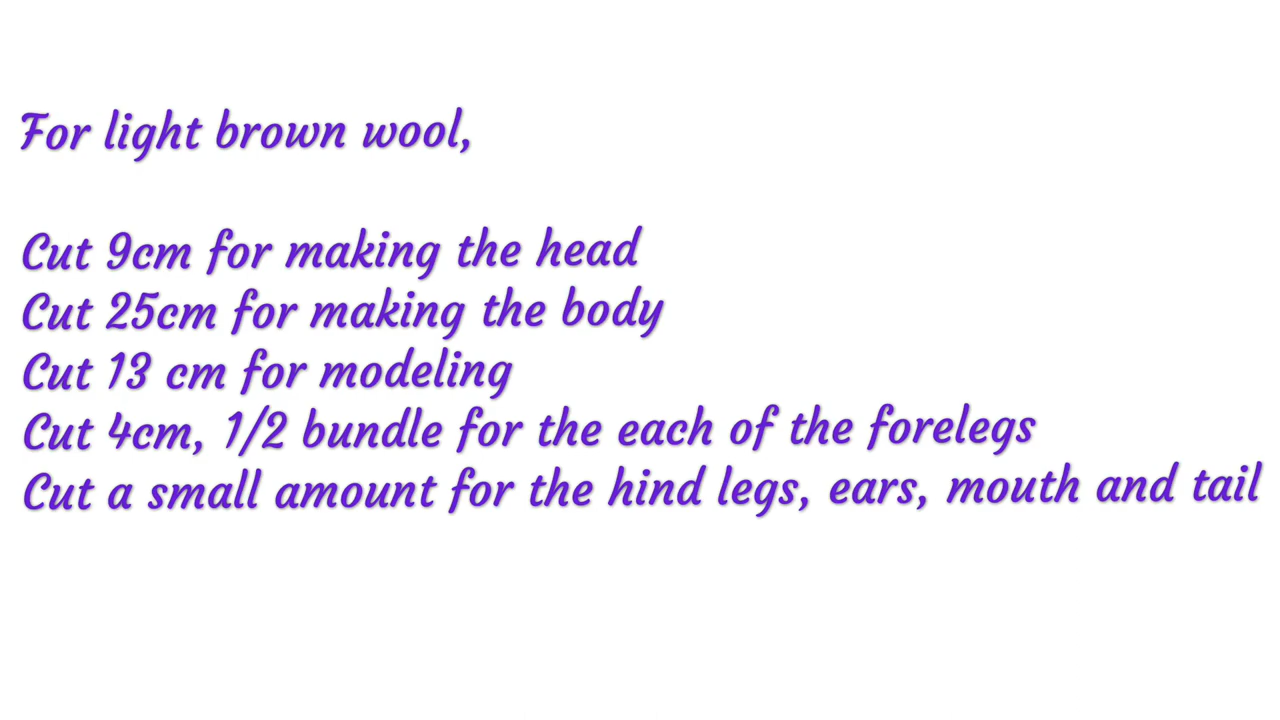 For light brown wool,
Cut 9cm for making the head
Cut 25cm for making the body
Cut 13 cm for modeling
Cut 4cm, 1/2 bundle for the each of the forelegs
Cut a small amount for the hind legs, ears, mouth and tail